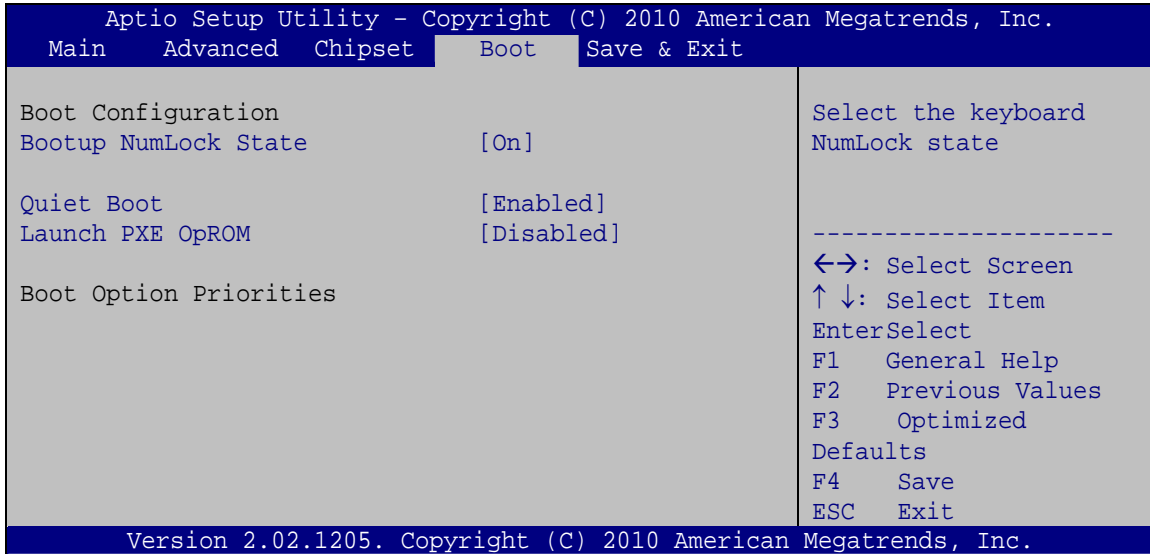 Aptio Setup Utility – Copyright (C) 2010 American Megatrends, Inc.
Main Advanced Chipset Boot Save & Exit
Boot Configuration
Bootup NumLock State [On]
Quiet Boot [Enabled]
Launch PXE OpROM [Disabled]
Boot Option Priorities
Select the keyboard
NumLock state
---------------------
←→: Select Screen
↑ ↓: Select Item
EnterSelect
F1 General Help
F2 Previous Values
F3 Optimized
Defaults
F4 Save
ESC Exit
Version 2.02.1205. Copyright (C) 2010 American Megatrends, Inc.